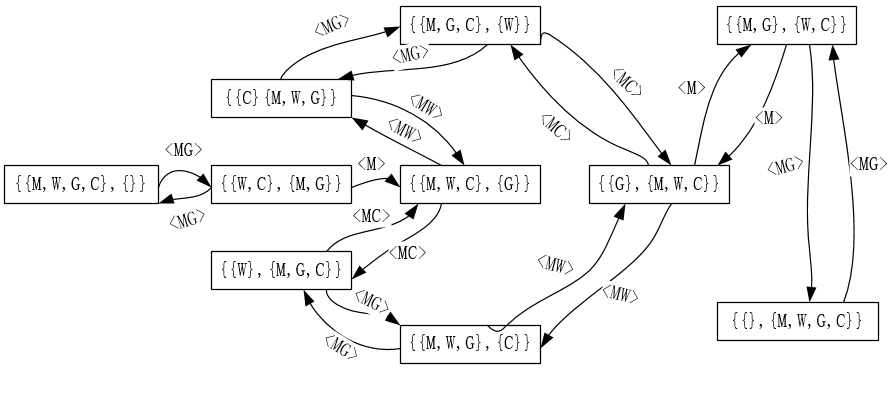 {{M,G,C},{W}}
{{M,G},{W,C}}
<MG>
<MG>
<MC>
<M>
{{C}{M,W,G}}
<MW>
<MC>
<M>
<MW>
<MG>
<M>
<MG>
<MG>
{{M,W,G,C},{}}
{{W,C},{M,G}}
{{M,W,C},{G}}
{{G},{M,W,C}}
<MG>
<MC>
<MC>
{{W},{M,G,C}}
<MW>
<MG>
<MW>
{{},{M,W,G,C}}
<MG>
{{M,W,G},{C}}